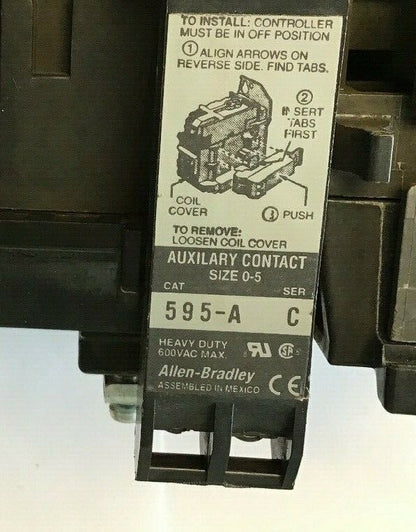 TO INSTALL: CONTROLLER
MUST BE IN OFF POSITION
① ALIGN ARROWS ON
REVERSE SIDE. FIND TABS.
②
INSERT
TABS
FIRST
COIL
COVER
③ PUSH
TO REMOVE:
LOOSEN COIL COVER
AUXILARY CONTACT
SIZE 0-5
CAT SER
595-A C
HEAVY DUTY
600VAC MAX.
Allen-Bradley
ASSEMBLED IN MEXICO
CE